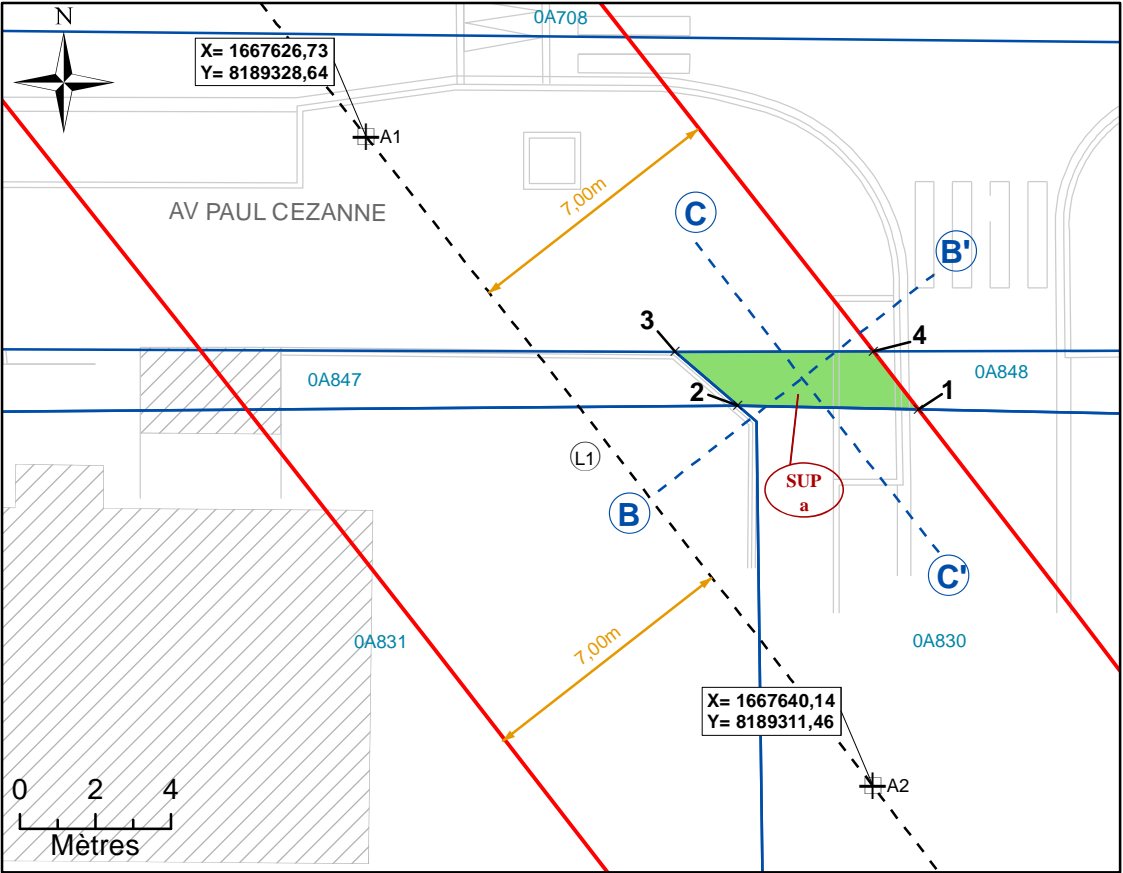 N
0A708
X= 1667626,73
Y= 8189328,64
A1
7,00m
AV PAUL CEZANNE
C
B'
3
4
0A847
0A848
2
1
L1
SUP
a
B
C'
7,00m
0A831
0A830
X= 1667640,14
Y= 8189311,46
A2
0 2 4
Mètres